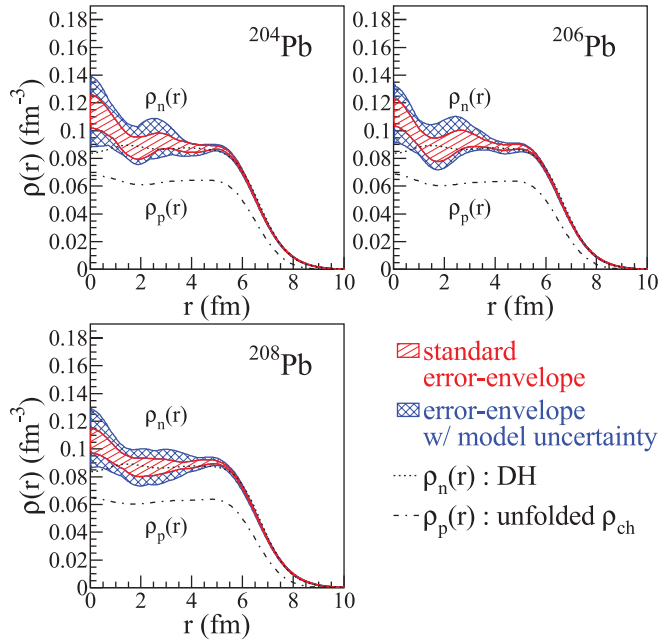 ²⁰⁴Pb
ρn(r)
ρp(r)
ρ(r) (fm⁻³)
0.18
0.16
0.14
0.12
0.1
0.08
0.06
0.04
0.02
0
0 2 4 6 8 10
r (fm)
²⁰⁶Pb
ρn(r)
ρp(r)
0.18
0.16
0.14
0.12
0.1
0.08
0.06
0.04
0.02
0
0 2 4 6 8 10
r (fm)
²⁰⁸Pb
ρn(r)
ρp(r)
ρ(r) (fm⁻³)
0.18
0.16
0.14
0.12
0.1
0.08
0.06
0.04
0.02
0
0 2 4 6 8 10
r (fm)
standard
error-envelope
error-envelope
w/ model uncertainty
ρn(r) : DH
ρp(r) : unfolded ρch